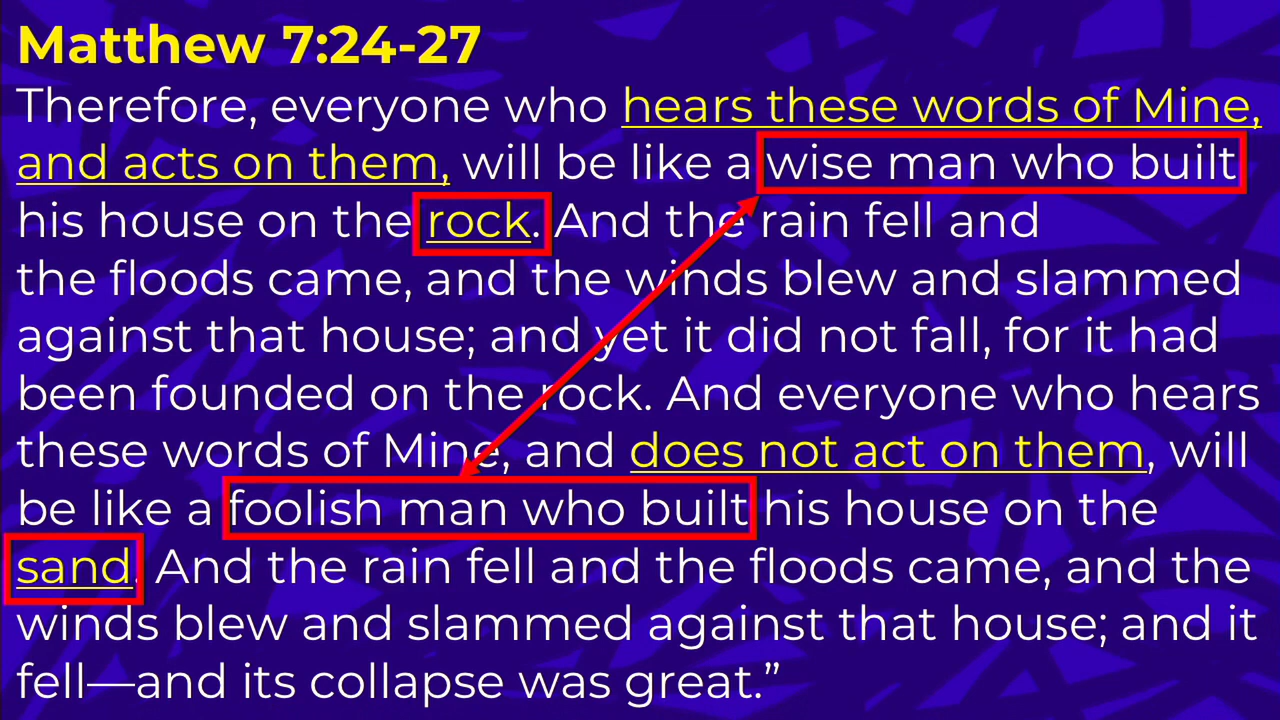 Matthew 7:24-27
Therefore, everyone who hears these words of Mine,
and acts on them, will be like a wise man who built
his house on the rock. And the rain fell and
the floods came, and the winds blew and slammed
against that house; and yet it did not fall, for it had
been founded on the rock. And everyone who hears
these words of Mine, and does not act on them, will
be like a foolish man who built his house on the
sand. And the rain fell and the floods came, and the
winds blew and slammed against that house; and it
fell—and its collapse was great.”